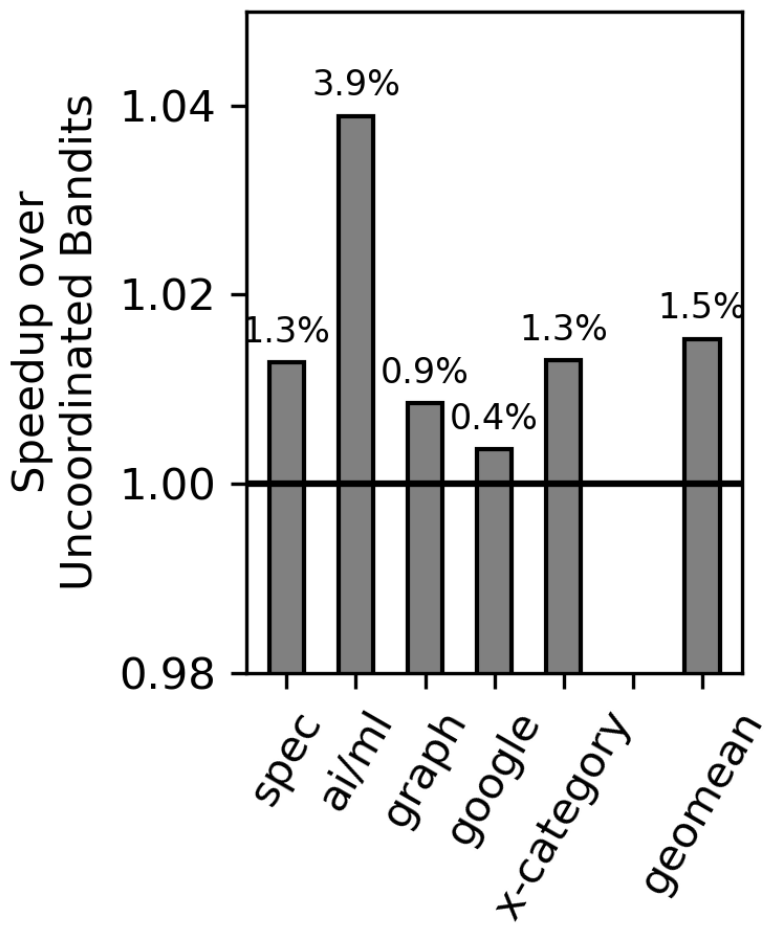 Speedup over
Uncoordinated Bandits
1.04
1.02
1.00
0.98
1.3%
3.9%
0.9%
0.4%
1.3%
1.5%
spec
ai/ml
graph
google
x-category
geomean